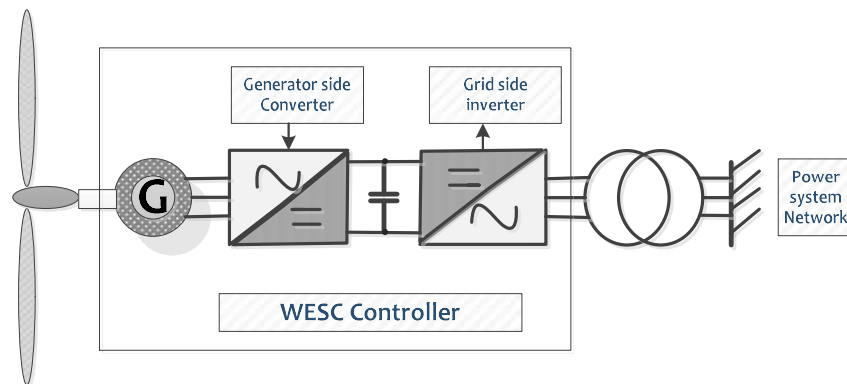 Generator side
Converter
Grid side
inverter
G
Power
system
Network
WESC Controller